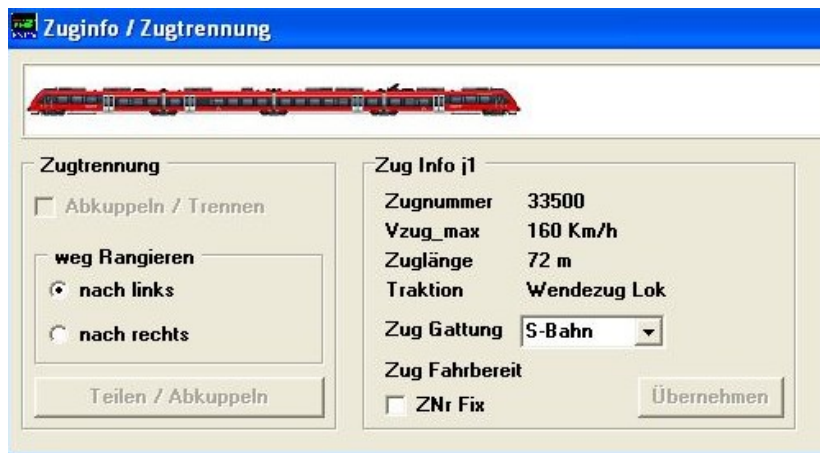 Zuginfo / Zugtrennung
Zugtrennung
Abkuppeln / Trennen
weg Rangieren
nach links
nach rechts
Teilen / Abkuppeln
Zug Info j1
Zugnummer 33500
Vzug_max 160 Km/h
Zuglänge 72 m
Traktion Wendezug Lok
Zug Gattung S-Bahn
Zug Fahrbereit
ZNr Fix
Übernehmen